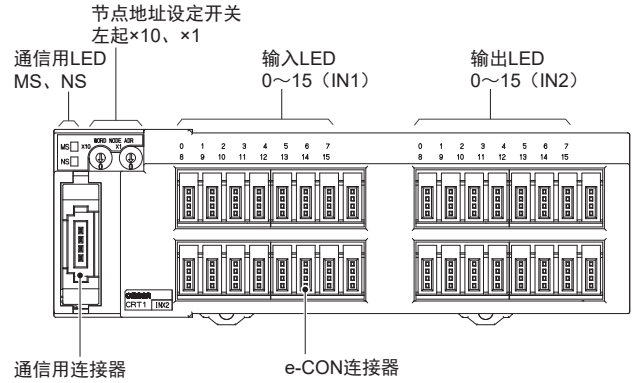 节点地址设定开关
左起×10、×1
通信用LED
MS、NS
输入LED
0～15（IN1）
输出LED
0～15（IN2）
WORD NODE ADR
MS X10 X1
NS
0 1 2 3 4 5 6 7
8 9 10 11 12 13 14 15
0 1 2 3 4 5 6 7
8 9 10 11 12 13 14 15
OMRON
CRT1 INX2
通信用连接器
e-CON连接器